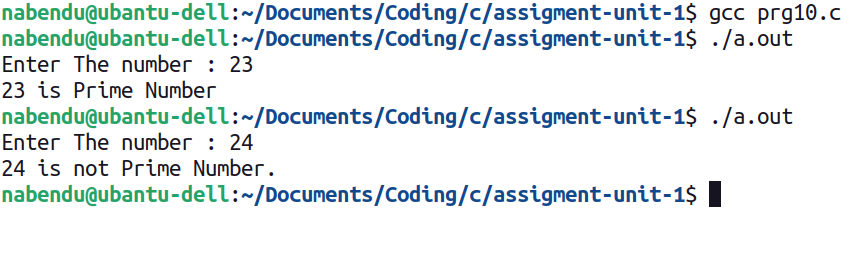 nabendu@ubantu-dell:~/Documents/Coding/c/assigment-unit-1$ gcc prg10.c
nabendu@ubantu-dell:~/Documents/Coding/c/assigment-unit-1$ ./a.out
Enter The number : 23
23 is Prime Number
nabendu@ubantu-dell:~/Documents/Coding/c/assigment-unit-1$ ./a.out
Enter The number : 24
24 is not Prime Number.
nabendu@ubantu-dell:~/Documents/Coding/c/assigment-unit-1$